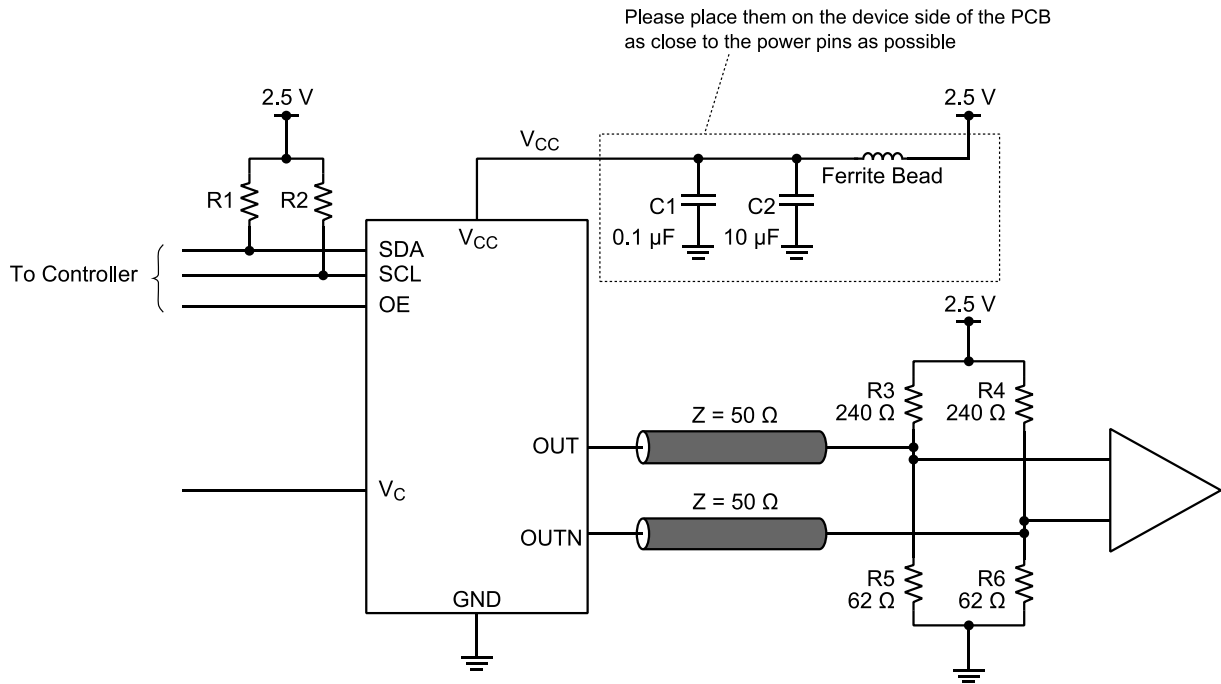 Please place them on the device side of the PCB
as close to the power pins as possible
2.5 V
2.5 V
VCC
Ferrite Bead
R1
R2
C1
0.1 µF
C2
10 µF
VCC
To Controller
SDA
SCL
OE
2.5 V
R3
240 Ω
R4
240 Ω
Z = 50 Ω
OUT
VC
Z = 50 Ω
OUTN
R5
62 Ω
R6
62 Ω
GND